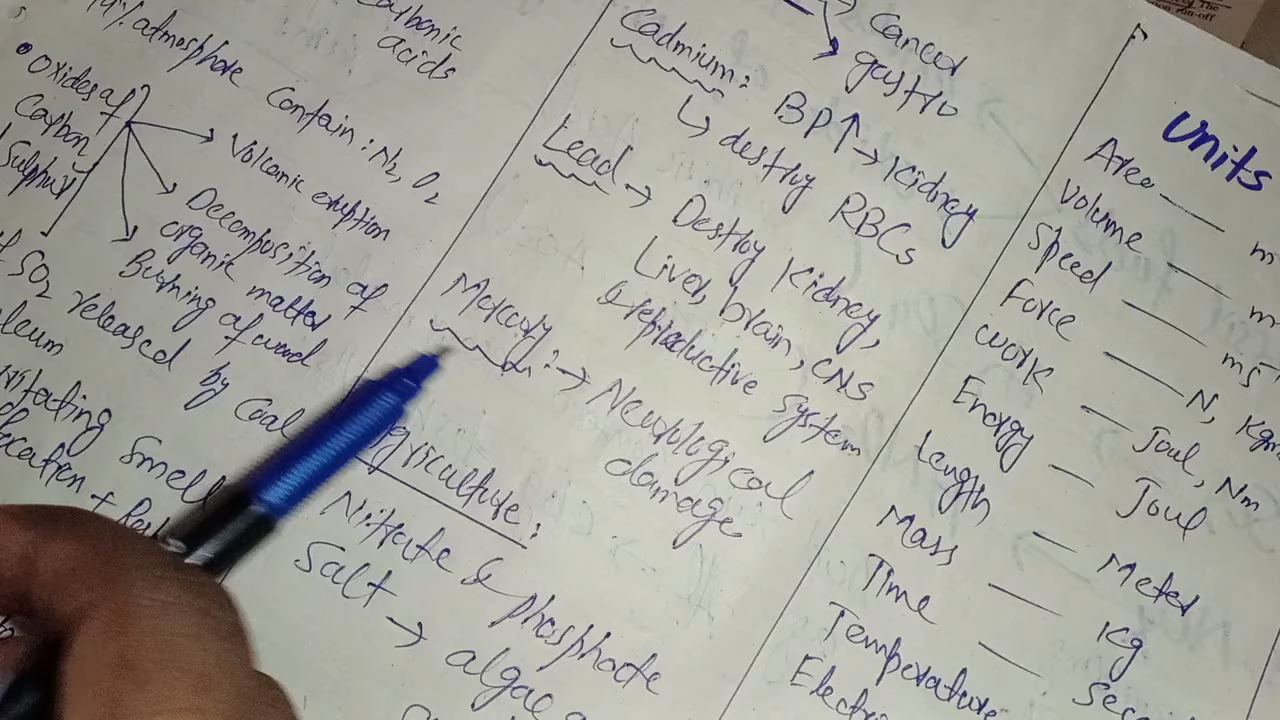 Carbonic
acids
atmosphere Contain: N2, O2
• Oxides of
Carbon
Sulphur
Volcanic eruption
Decomposition of
organic matter
Burning of wood
SO2 released by Coal
Smell
Cancer
gastro
Cadmium:
BP↑ → Kidney
↳ destroy RBCs
Lead → Destroy Kidney,
Liver, brain, CNS
& reproductive System
Mercury: → Neurological
damage
Agriculture:
Nitrate & phosphate
Salt → algae
Units
Area — m
Volume — m
Speed — ms
Force — N, Kgm
Work — Joul, Nm
Energy — Joul
Length — Meter
Mass — Kg
Time — Sec
Temperature
Electri